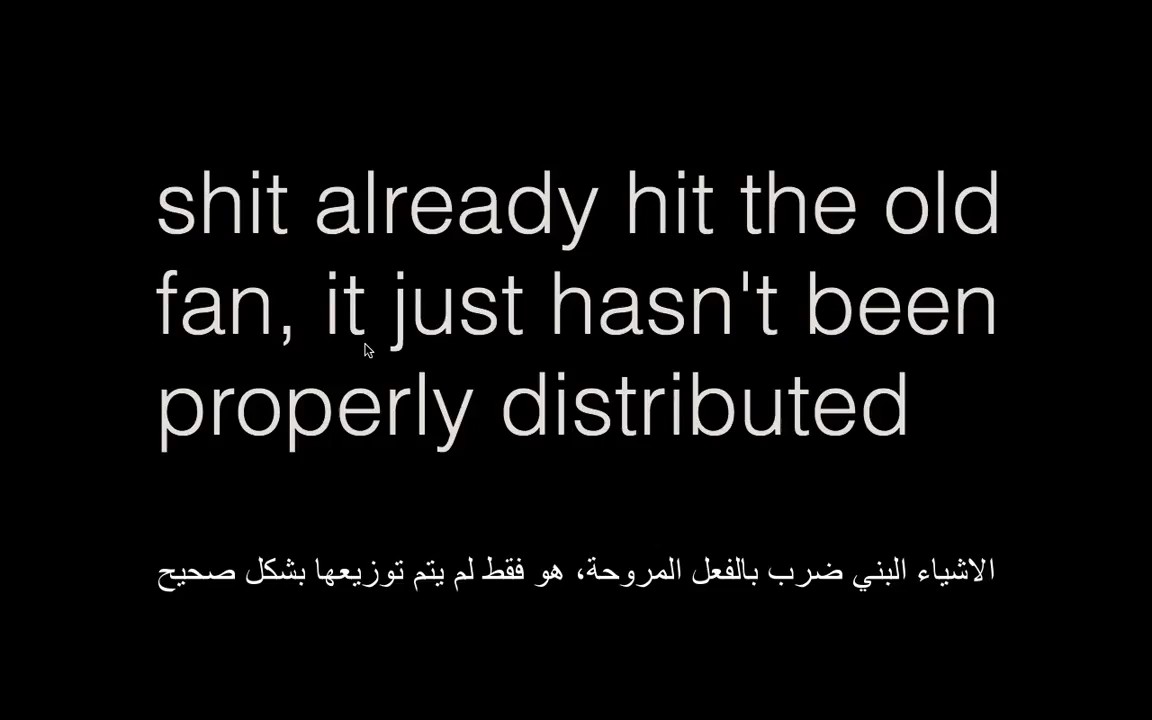 shit already hit the old
fan, it just hasn't been
properly distributed
الاشياء البني ضرب بالفعل المروحة، هو فقط لم يتم توزيعها بشكل صحيح